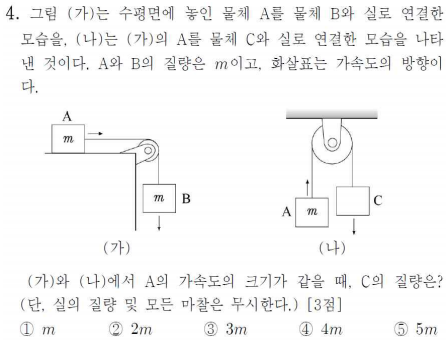 4. 그림 (가)는 수평면에 놓인 물체 A를 물체 B와 실로 연결한
모습을, (나)는 (가)의 A를 물체 C와 실로 연결한 모습을 나타
낸 것이다. A와 B의 질량은 m이고, 화살표는 가속도의 방향이
다.
A
m
m B
(가)
A m
C
(나)
(가)와 (나)에서 A의 가속도의 크기가 같을 때, C의 질량은?
(단, 실의 질량 및 모든 마찰은 무시한다.) [3점]
① m ② 2m ③ 3m ④ 4m ⑤ 5m